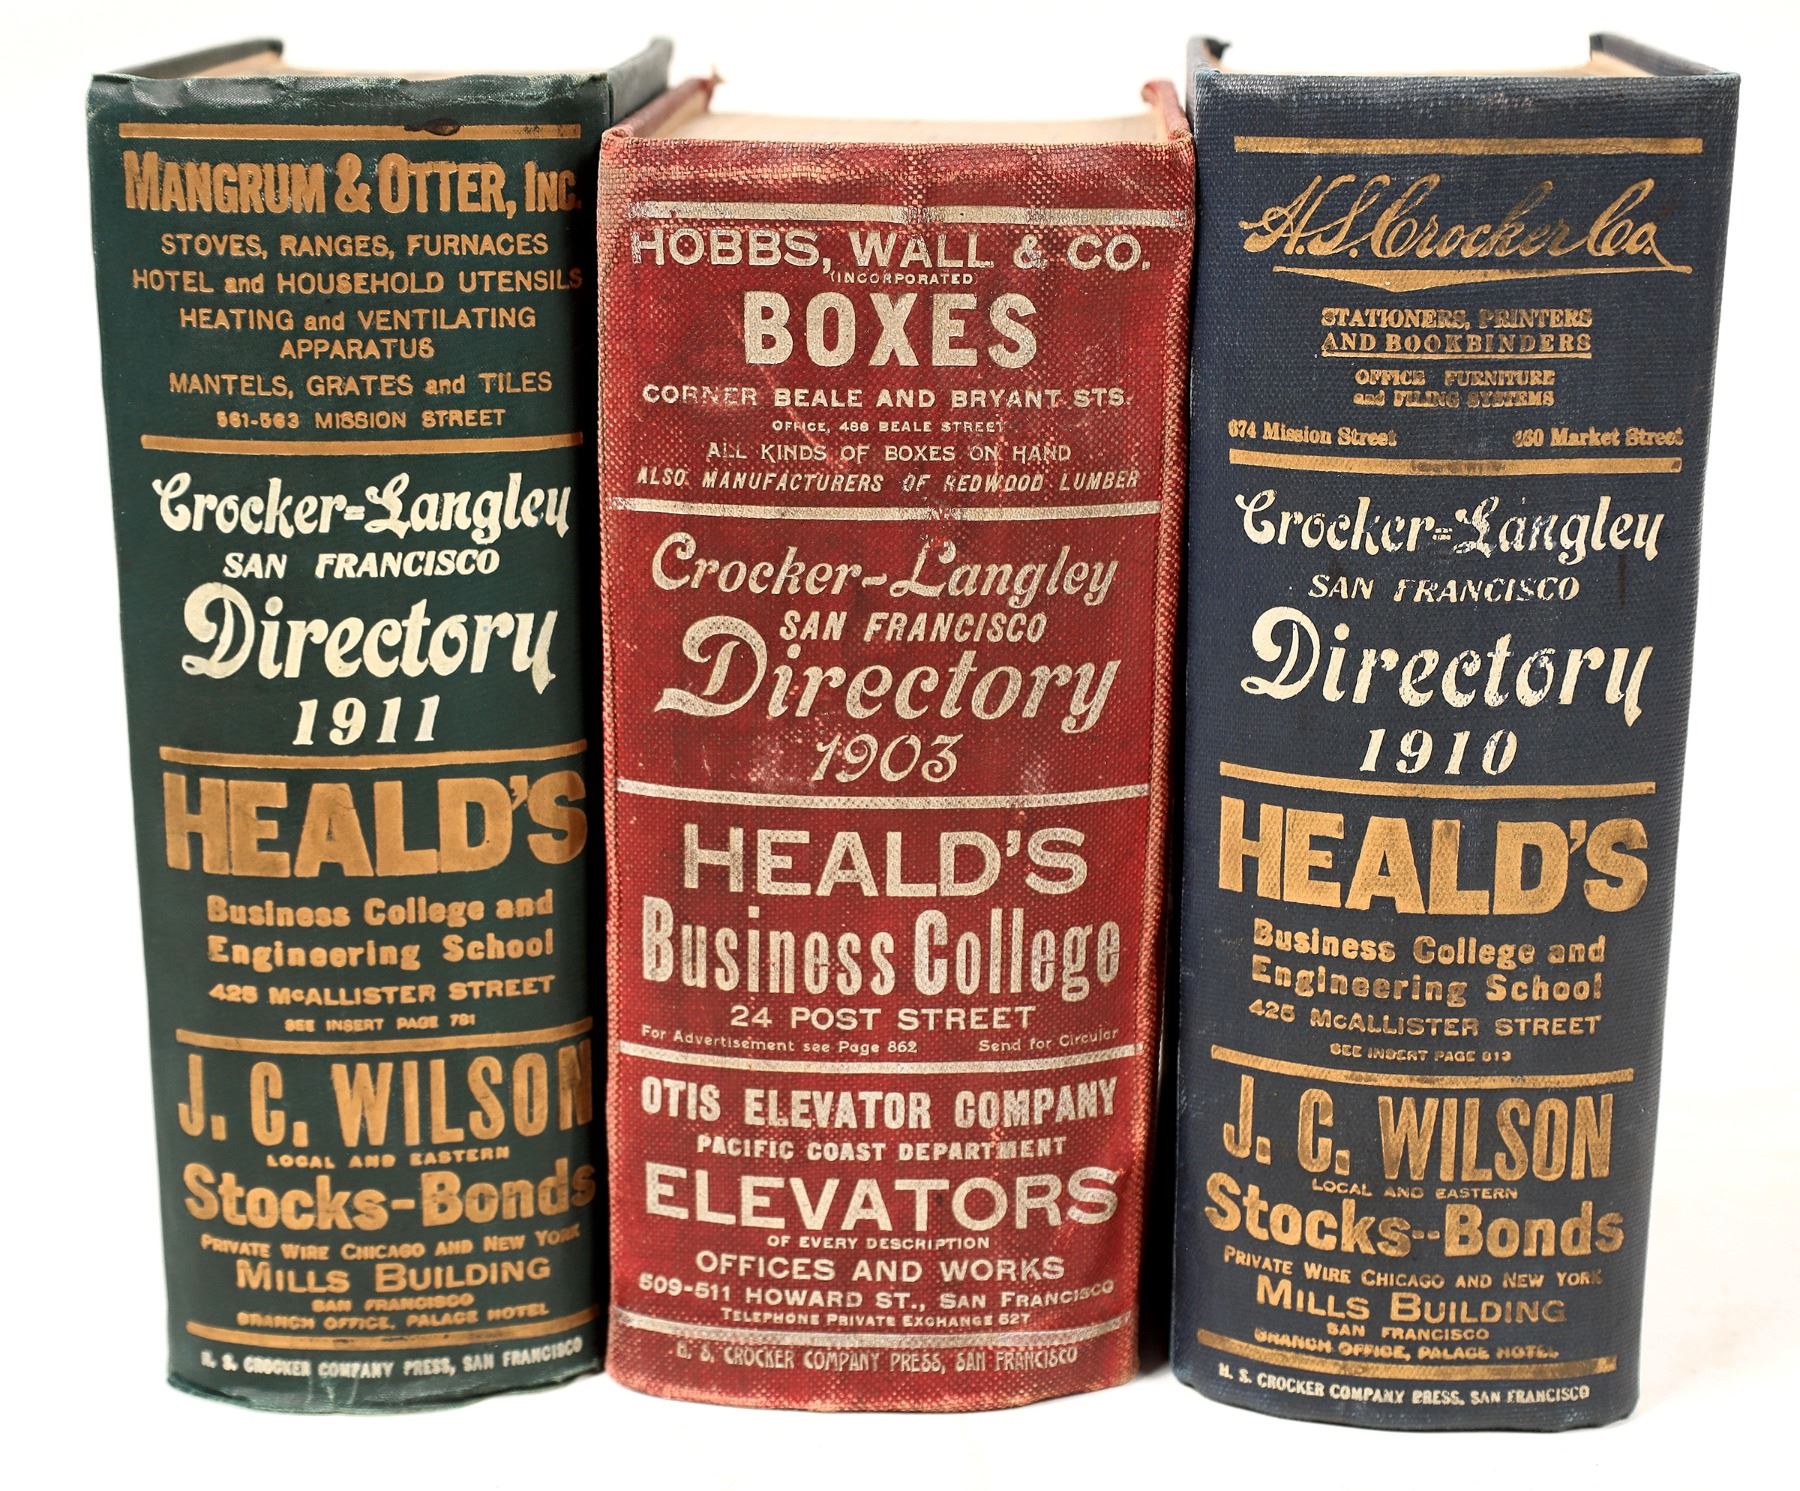 MANGRUM & OTTER, INC.
STOVES, RANGES, FURNACES
HOTEL and HOUSEHOLD UTENSILS
HEATING and VENTILATING
APPARATUS
MANTELS, GRATES and TILES
561-563 MISSION STREET
Crocker-Langley
SAN FRANCISCO
Directory
1911
HEALD'S
Business College and
Engineering School
425 McALLISTER STREET
SEE INSERT PAGE 781
J. C. WILSON
LOCAL AND EASTERN
Stocks-Bonds
PRIVATE WIRE CHICAGO AND NEW YORK
MILLS BUILDING
SAN FRANCISCO
BRANCH OFFICE, PALACE HOTEL
H. S. CROCKER COMPANY PRESS, SAN FRANCISCO
HOBBS, WALL & CO.
(INCORPORATED)
BOXES
CORNER BEALE AND BRYANT STS.
OFFICE, 488 BEALE STREET
ALL KINDS OF BOXES ON HAND
ALSO MANUFACTURERS OF REDWOOD LUMBER
Crocker-Langley
SAN FRANCISCO
Directory
1903
HEALD'S
Business College
24 POST STREET
For Advertisement see Page 862 Send for Circular
OTIS ELEVATOR COMPANY
PACIFIC COAST DEPARTMENT
ELEVATORS
OF EVERY DESCRIPTION
OFFICES AND WORKS
509-511 HOWARD ST., SAN FRANCISCO
TELEPHONE PRIVATE EXCHANGE 527
H. S. CROCKER COMPANY PRESS, SAN FRANCISCO
H.S. Crocker Co.
STATIONERS, PRINTERS
AND BOOKBINDERS
OFFICE FURNITURE
and FILING SYSTEMS
674 Mission Street Market Street
Crocker-Langley
SAN FRANCISCO
Directory
1910
HEALD'S
Business College and
Engineering School
425 McALLISTER STREET
SEE INSERT PAGE 813
J. C. WILSON
LOCAL AND EASTERN
Stocks--Bonds
PRIVATE WIRE CHICAGO AND NEW YORK
MILLS BUILDING
SAN FRANCISCO
BRANCH OFFICE, PALACE HOTEL
H. S. CROCKER COMPANY PRESS, SAN FRANCISCO